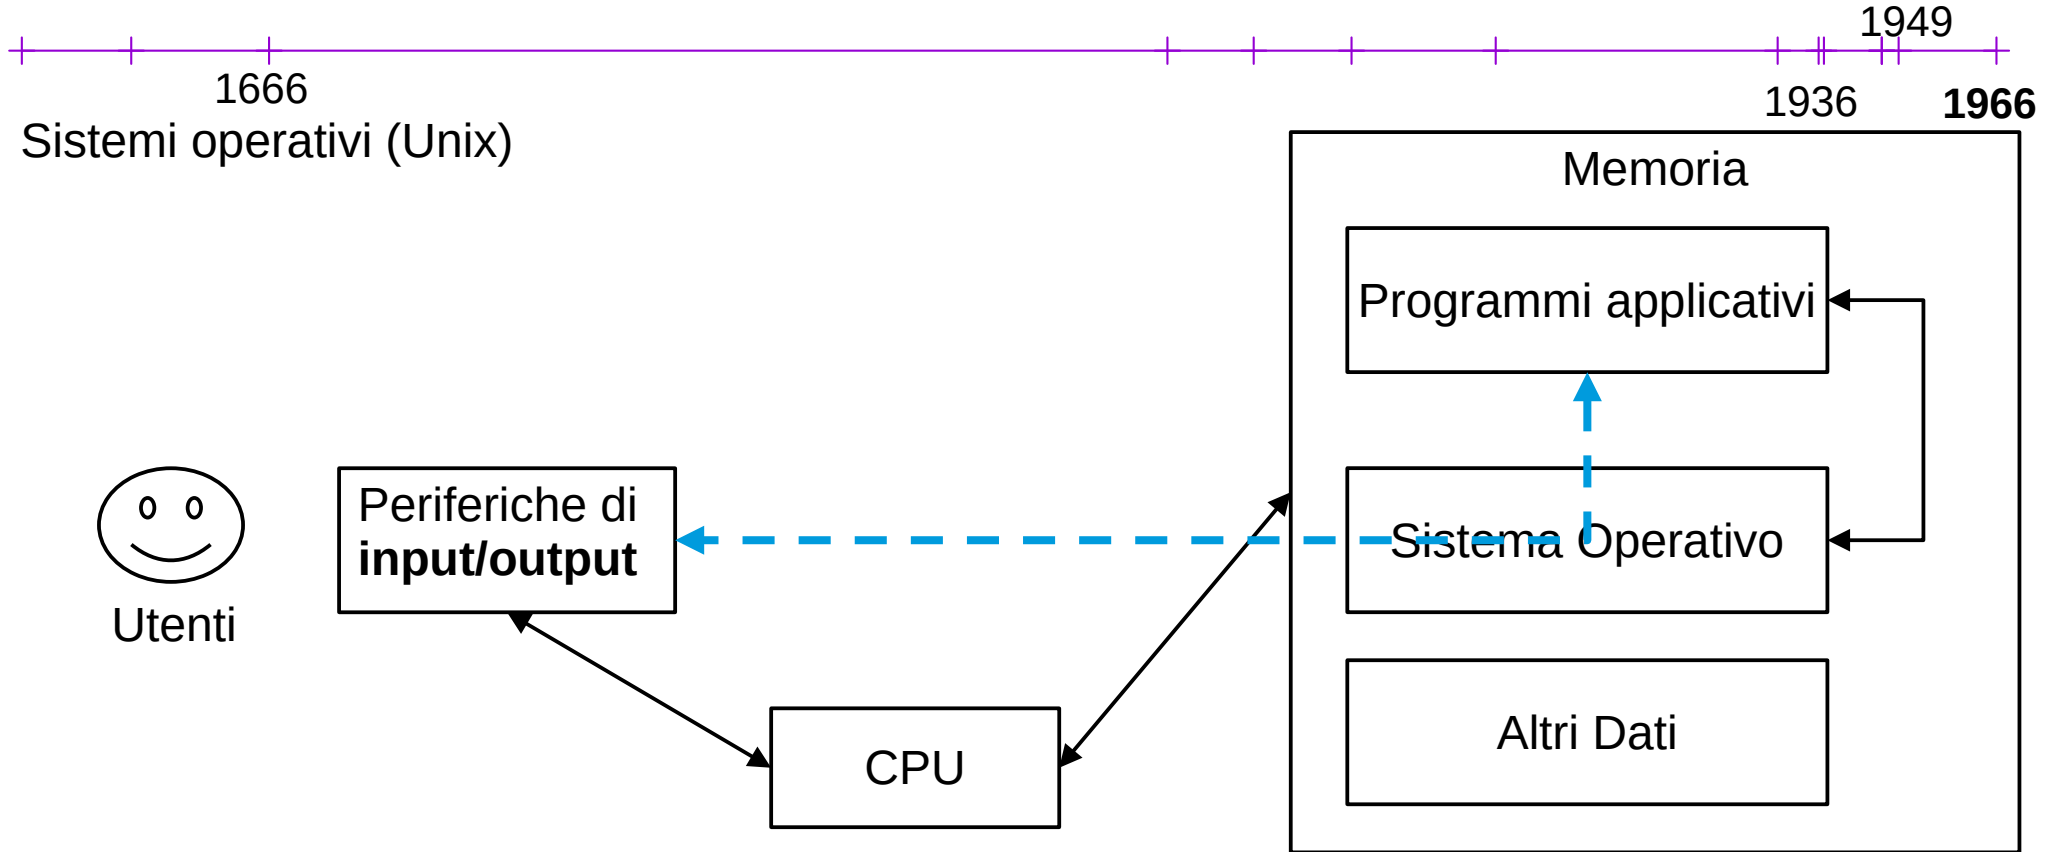 1949
1666
1936
1966
Sistemi operativi (Unix)
Memoria
Programmi applicativi
Periferiche di
input/output
Sistema Operativo
Utenti
Altri Dati
CPU